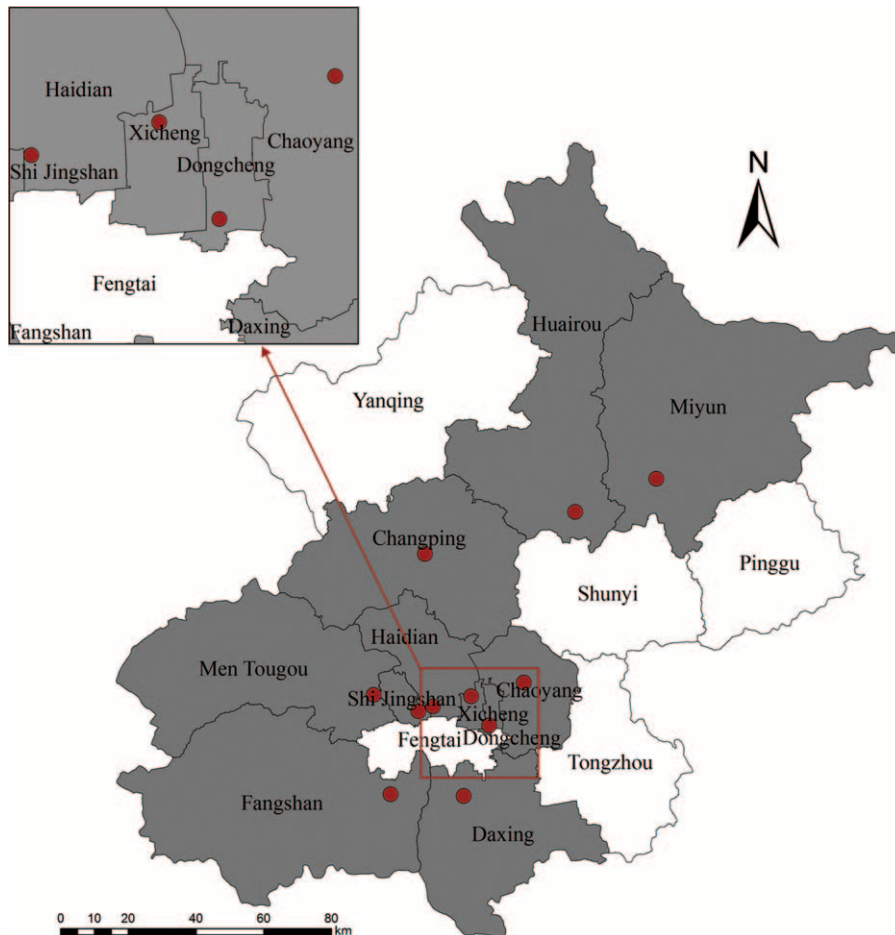 Haidian
Xicheng
Chaoyang
Dongcheng
Shi Jingshan
Fengtai
Fangshan
Daxing
N
Huairou
Yanqing
Miyun
Changping
Pinggu
Shunyi
Haidian
Men Tougou
Shi Jingshan
Chaoyang
Xicheng
Fengtai
Dongcheng
Tongzhou
Fangshan
Daxing
0 10 20 40 60 80
km